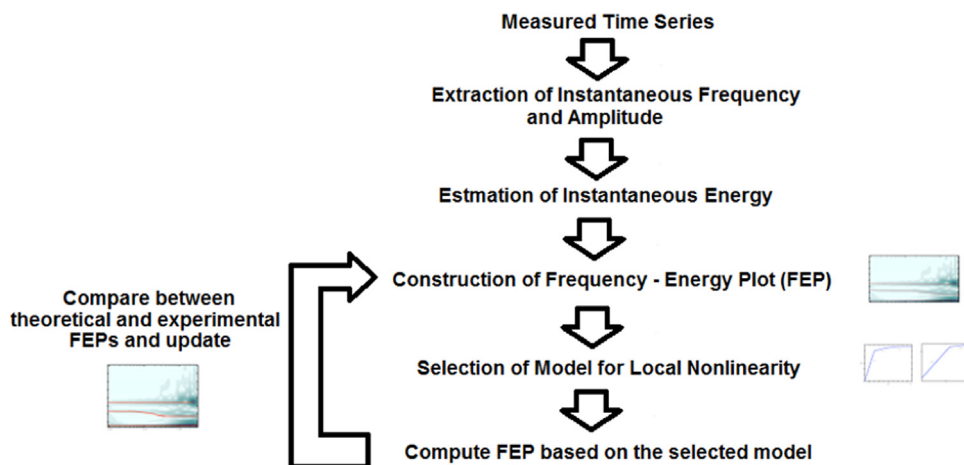 Measured Time Series
Extraction of Instantaneous Frequency
and Amplitude
Estmation of Instantaneous Energy
Construction of Frequency - Energy Plot (FEP)
Compare between
theoretical and experimental
FEPs and update
Selection of Model for Local Nonlinearity
Compute FEP based on the selected model